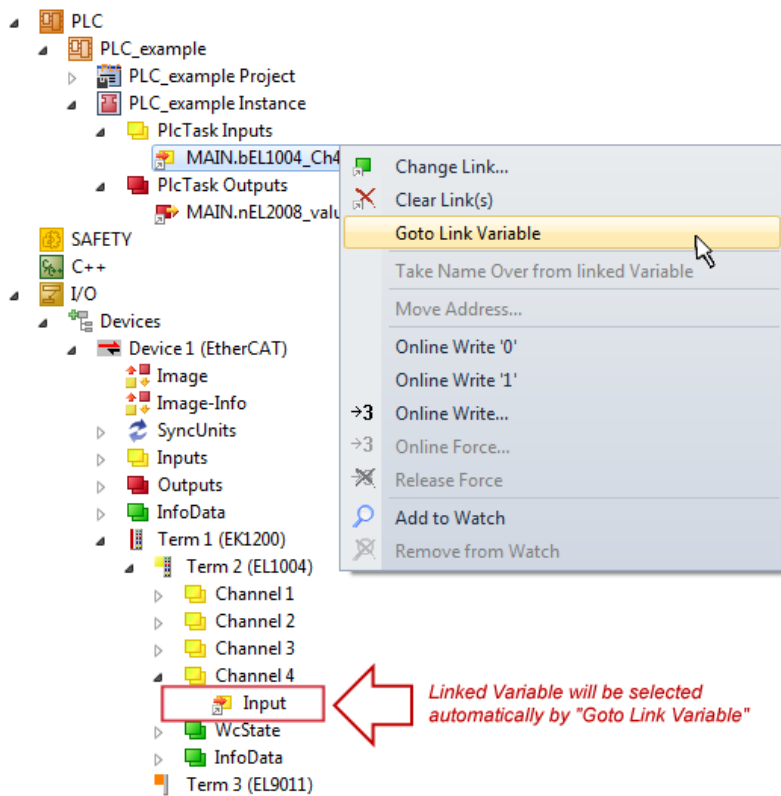 PLC
PLC_example
PLC_example Project
PLC_example Instance
PlcTask Inputs
MAIN.bEL1004_Ch4
PlcTask Outputs
MAIN.nEL2008_valu
SAFETY
C++
I/O
Devices
Device 1 (EtherCAT)
Image
Image-Info
SyncUnits
Inputs
Outputs
InfoData
Term 1 (EK1200)
Term 2 (EL1004)
Channel 1
Channel 2
Channel 3
Channel 4
Input
WcState
InfoData
Term 3 (EL9011)
Change Link...
Clear Link(s)
Goto Link Variable
Take Name Over from linked Variable
Move Address...
Online Write '0'
Online Write '1'
→3 Online Write...
→3 Online Force...
Release Force
Add to Watch
Remove from Watch
Linked Variable will be selected
automatically by "Goto Link Variable"